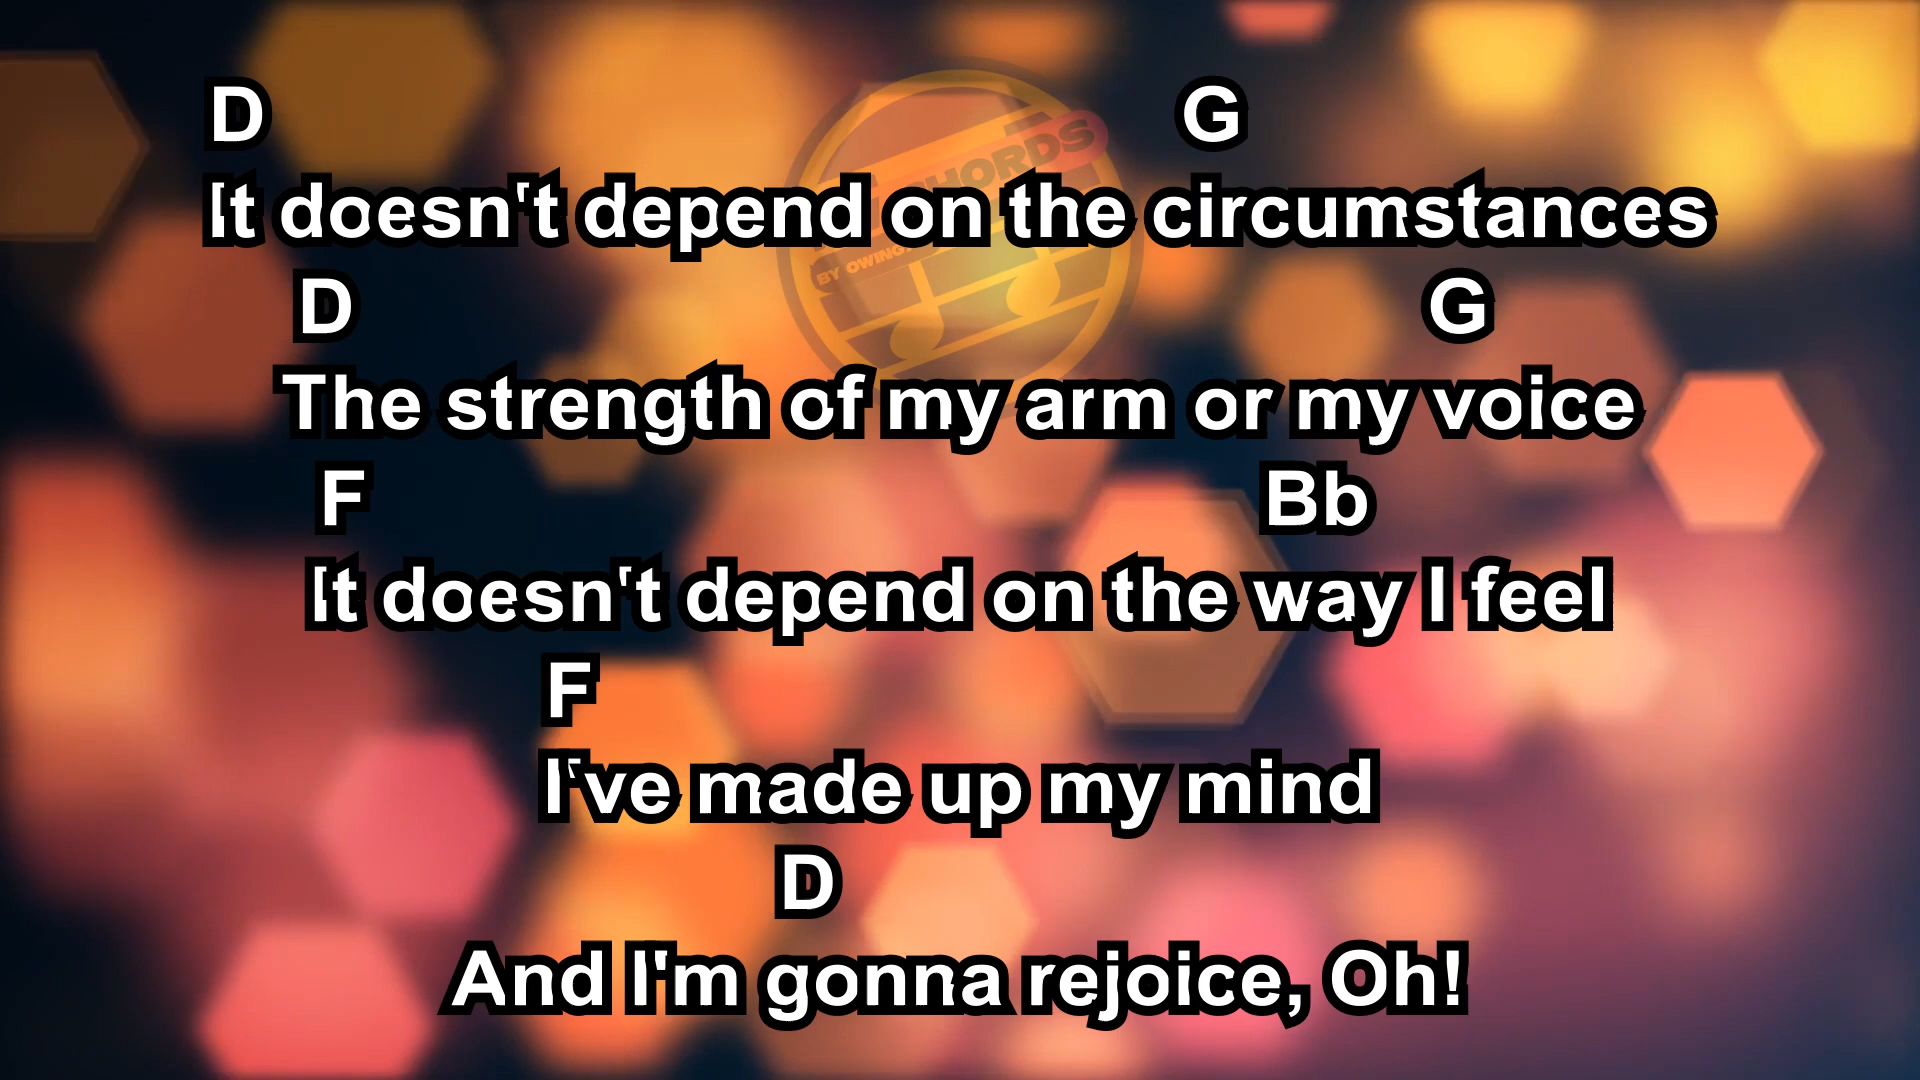 D G
It doesn't depend on the circumstances
D G
The strength of my arm or my voice
F Bb
It doesn't depend on the way I feel
F
I've made up my mind
D
And I'm gonna rejoice, Oh!